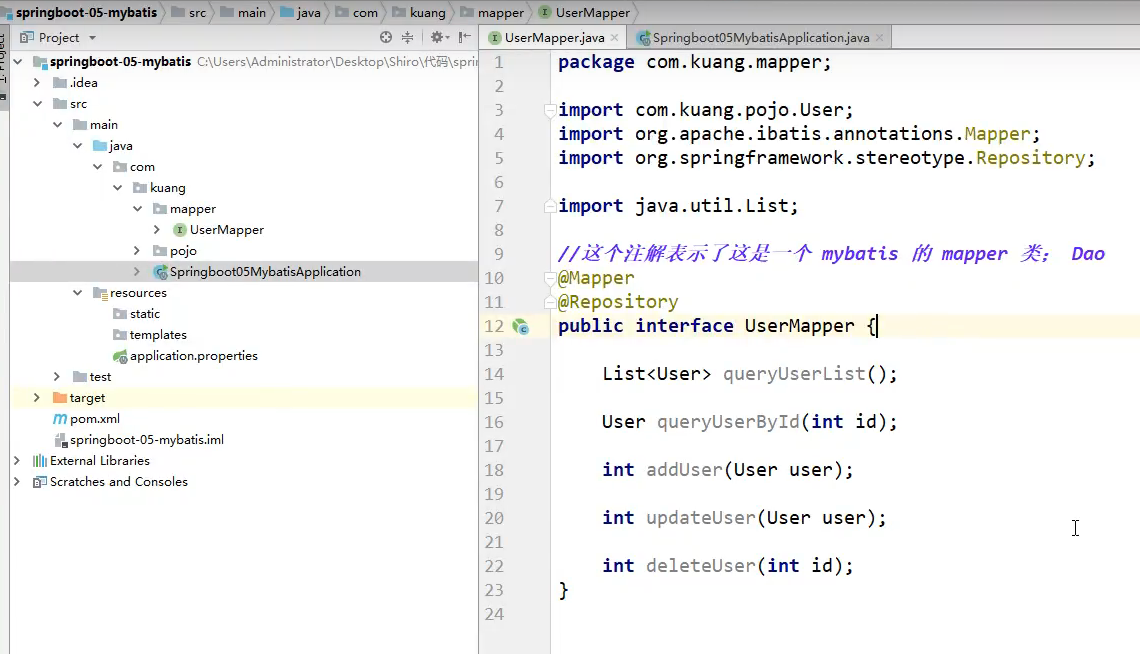 springboot-05-mybatis src main java com kuang mapper UserMapper
Project
UserMapper.java Springboot05MybatisApplication.java
springboot-05-mybatis C:\Users\Administrator\Desktop\Shiro\代码\sprin
.idea
src
main
java
com
kuang
mapper
UserMapper
pojo
Springboot05MybatisApplication
resources
static
templates
application.properties
test
target
pom.xml
springboot-05-mybatis.iml
External Libraries
Scratches and Consoles
1 package com.kuang.mapper;
2
3 import com.kuang.pojo.User;
4 import org.apache.ibatis.annotations.Mapper;
5 import org.springframework.stereotype.Repository;
6
7 import java.util.List;
8
9 //这个注解表示了这是一个 mybatis 的 mapper 类； Dao
10 @Mapper
11 @Repository
12 public interface UserMapper {
13
14 List<User> queryUserList();
15
16 User queryUserById(int id);
17
18 int addUser(User user);
19
20 int updateUser(User user);
21
22 int deleteUser(int id);
23 }
24